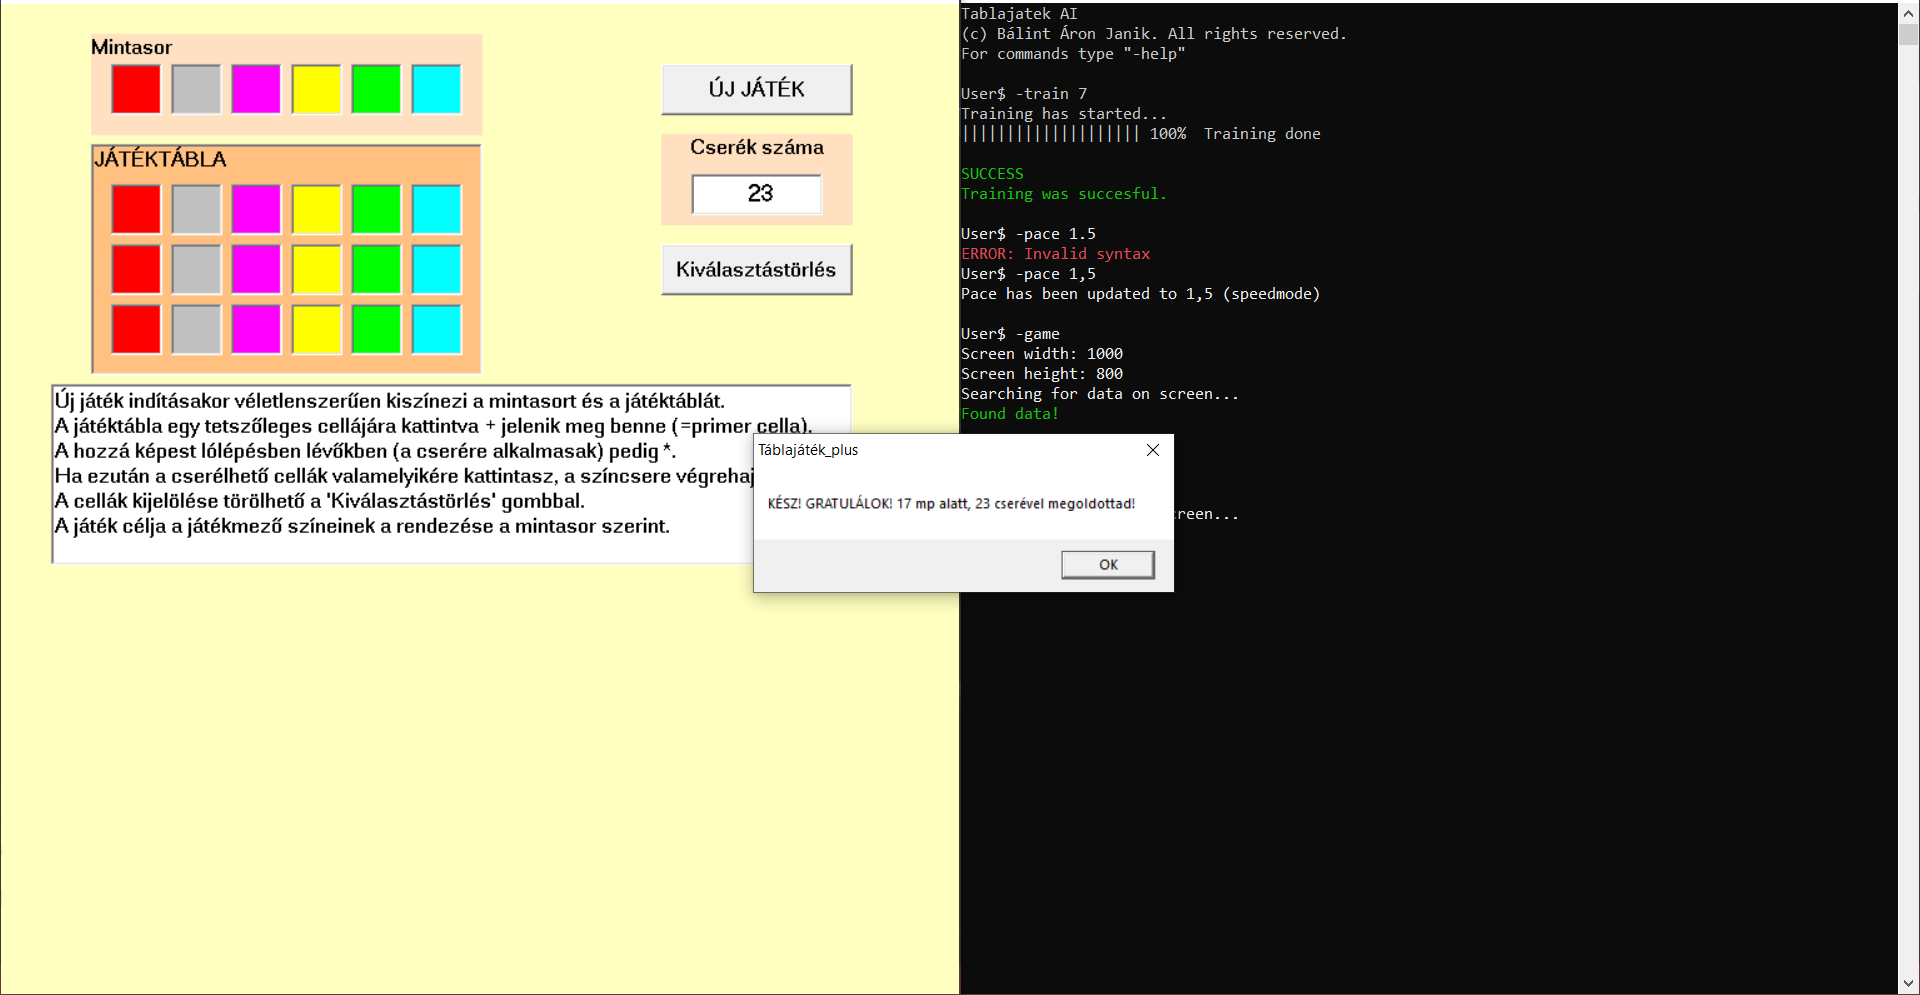 Mintasor
JÁTÉKTÁBLA
ÚJ JÁTÉK
Cserék száma
23
Kiválasztástörlés
Új játék indításakor véletlenszerűen kiszínezi a mintasort és a játéktáblát.
A játéktábla egy tetszőleges cellájára kattintva + jelenik meg benne (=primer cella).
A hozzá képest lólépésben lévőkben (a cserére alkalmasak) pedig *.
Ha ezután a cserélhető cellák valamelyikére kattintasz, a színcsere
A cellák kijelölése törölhető a 'Kiválasztástörlés' gombbal.
A játék célja a játékmező színeinek a rendezése a mintasor szerint.
Tablajatek AI
(c) Bálint Áron Janik. All rights reserved.
For commands type "-help"
User$ -train 7
Training has started...
|||||||||||||||||||| 100%  Training done
SUCCESS
Training was succesful.
User$ -pace 1.5
ERROR: Invalid syntax
User$ -pace 1,5
Pace has been updated to 1,5 (speedmode)
User$ -game
Screen width: 1000
Screen height: 800
Searching for data on screen...
Found data!
Táblajáték_plus
KÉSZ! GRATULÁLOK! 17 mp alatt, 23 cserével megoldottad!
OK